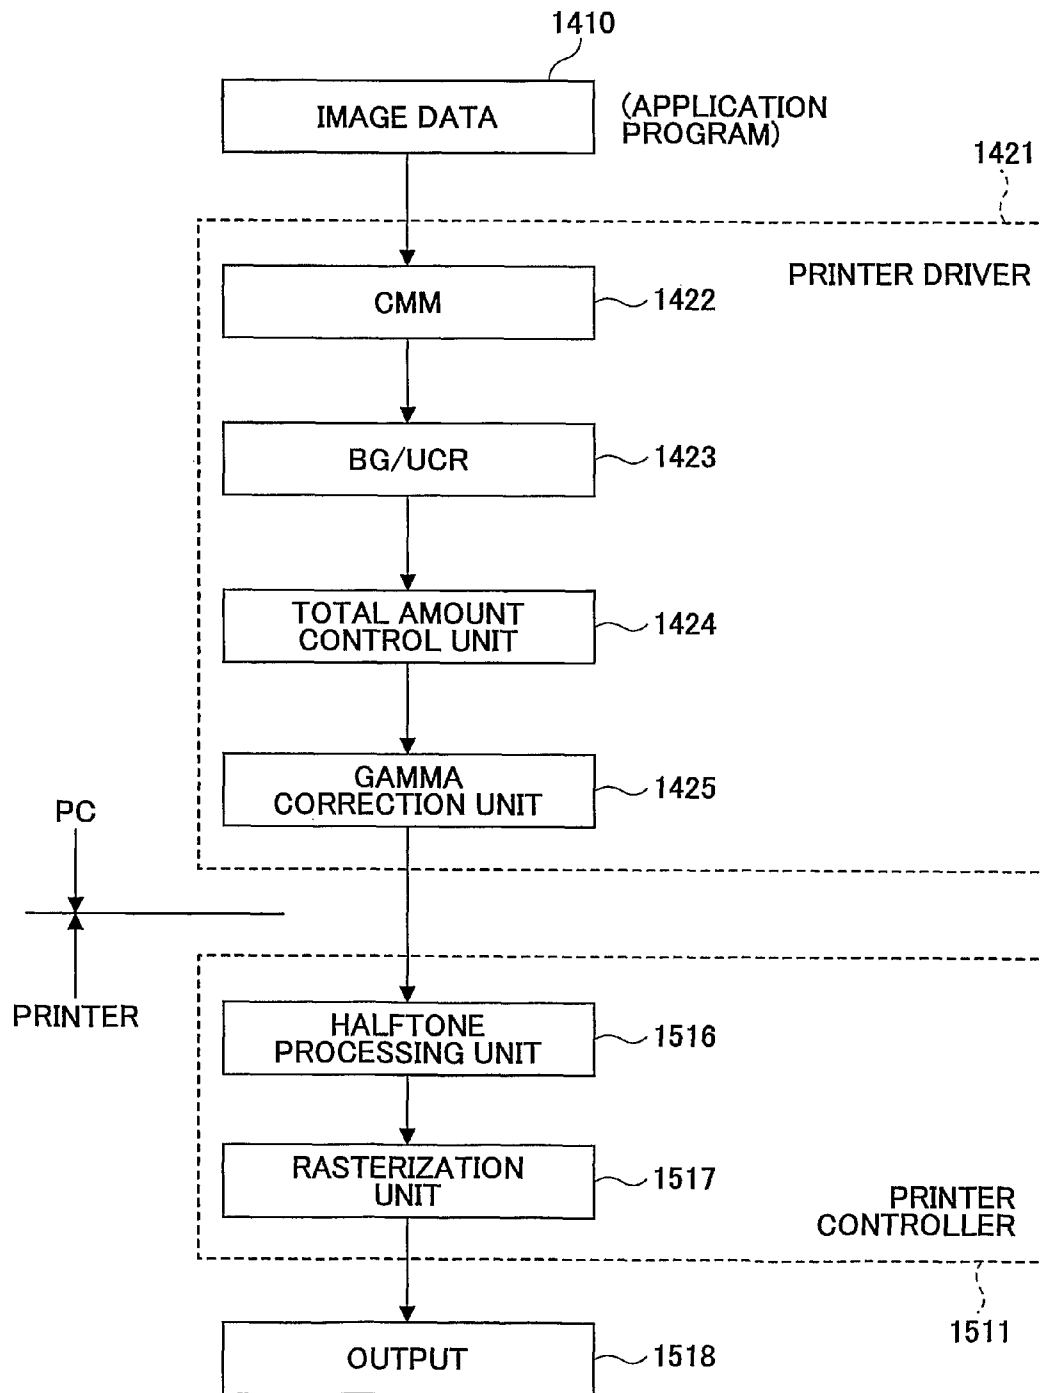 1410
IMAGE DATA
(APPLICATION
PROGRAM)
1421
PRINTER DRIVER
CMM
1422
BG/UCR
1423
TOTAL AMOUNT
CONTROL UNIT
1424
GAMMA
CORRECTION UNIT
1425
PC
PRINTER
HALFTONE
PROCESSING UNIT
1516
RASTERIZATION
UNIT
1517
PRINTER
CONTROLLER
1511
OUTPUT
1518